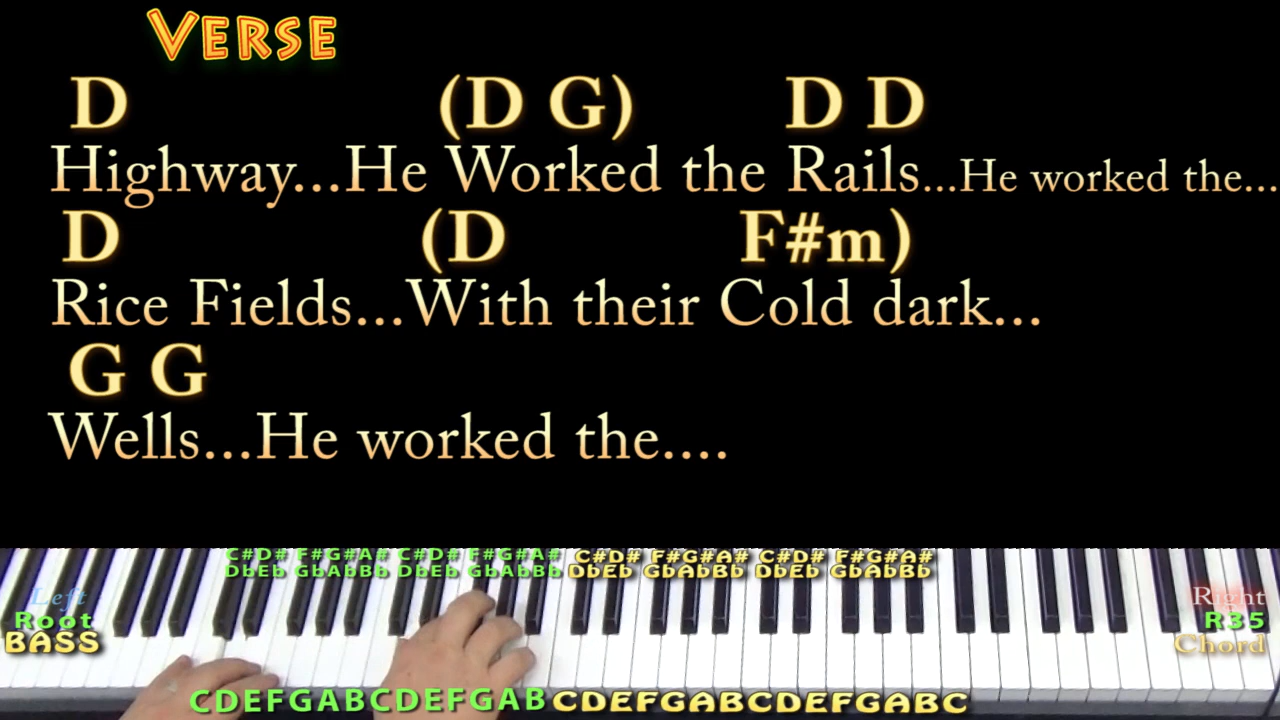 VERSE
D (D G) D D
Highway...He Worked the Rails...He worked the...
D (D F#m)
Rice Fields...With their Cold dark...
G G
Wells...He worked the....
C#D# F#G#A# C#D# F#G#A# C#D# F#G#A# C#D# F#G#A#
DbEb GbAbBb DbEb GbAbBb DbEb GbAbBb DbEb GbAbBb
Left
Root
BASS
Right
R35
Chord
CDEFGABCDEFGAB CDEFGABCDEFGABC